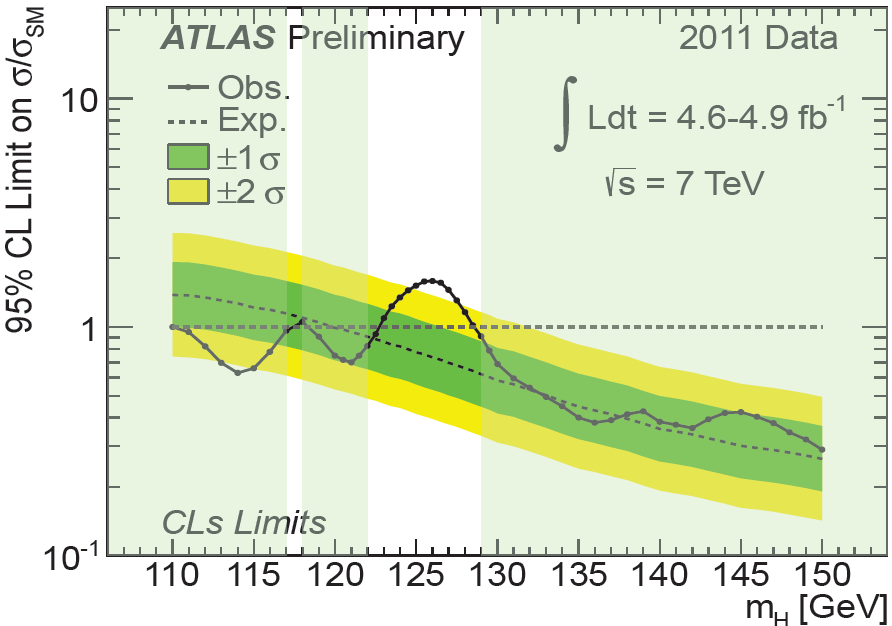 95% CL Limit on σ/σSM
ATLAS Preliminary
2011 Data
Obs.
Exp.
±1 σ
±2 σ
∫ Ldt = 4.6-4.9 fb-1
√s = 7 TeV
10
1
10-1
CLs Limits
110 115 120 125 130 135 140 145 150
mH [GeV]